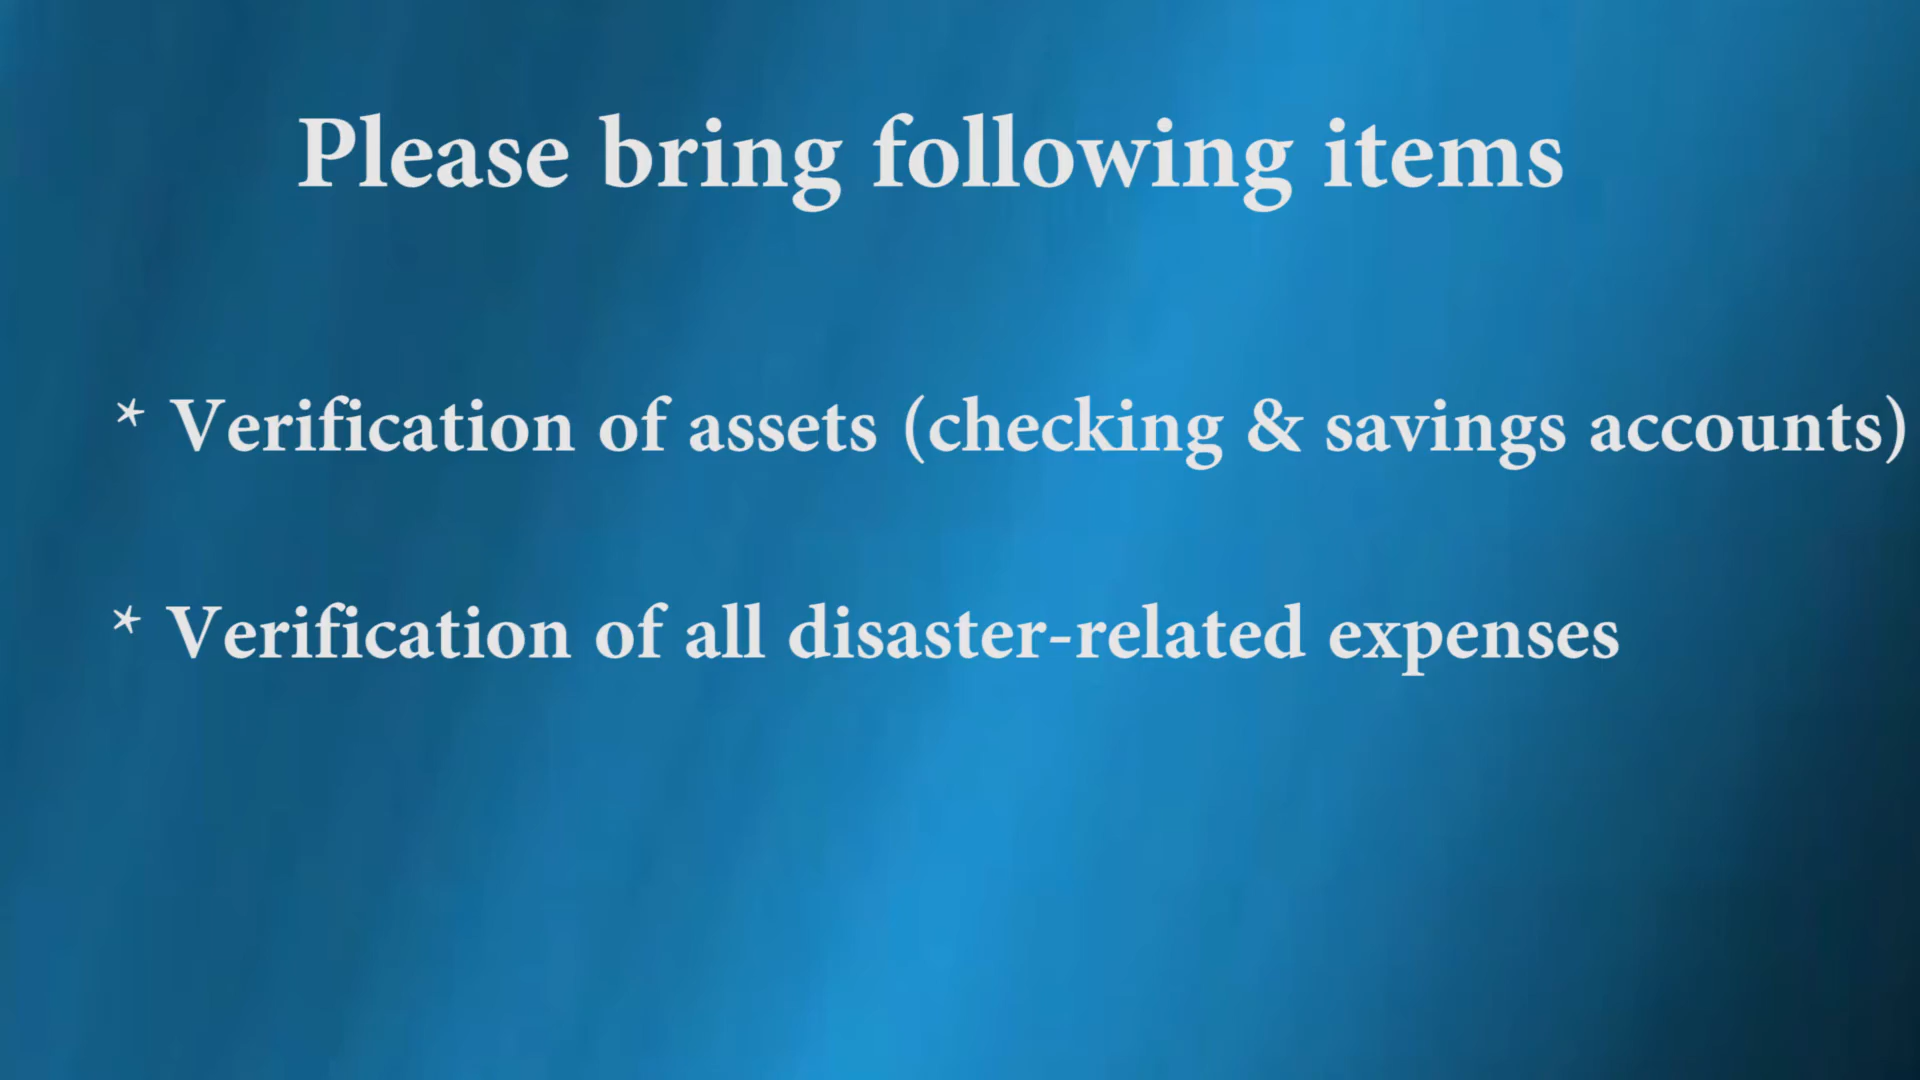 Please bring following items
* Verification of assets (checking & savings accounts)
* Verification of all disaster-related expenses